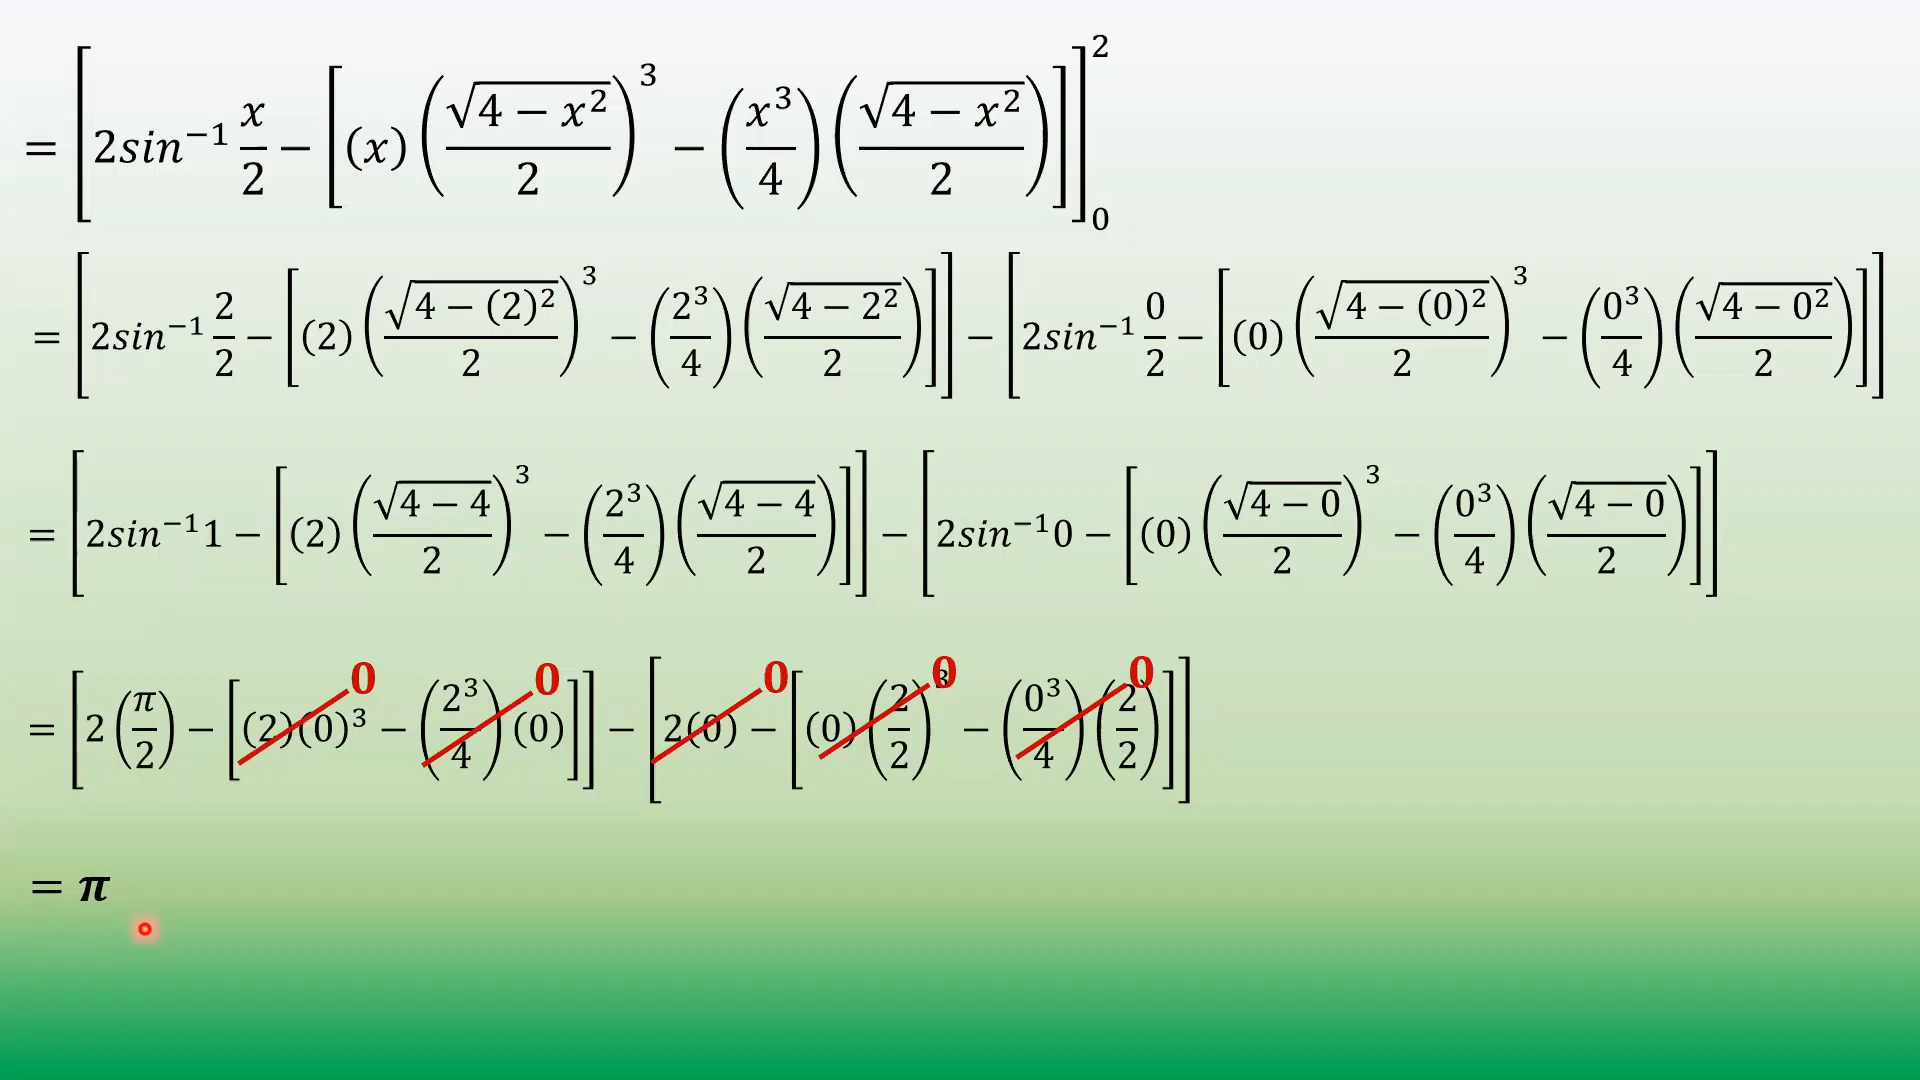 = [2sin⁻¹ x/2 − [(x)(√(4 − x²)/2)³ − (x³/4)(√(4 − x²)/2)]]₀²
= [2sin⁻¹ 2/2 − [(2)(√(4 − (2)²)/2)³ − (2³/4)(√(4 − 2²)/2)]] − [2sin⁻¹ 0/2 − [(0)(√(4 − (0)²)/2)³ − (0³/4)(√(4 − 0²)/2)]]
= [2sin⁻¹1 − [(2)(√(4 − 4)/2)³ − (2³/4)(√(4 − 4)/2)]] − [2sin⁻¹0 − [(0)(√(4 − 0)/2)³ − (0³/4)(√(4 − 0)/2)]]
0 0 0 0 0
= [2(π/2) − [(2)(0)³ − (2³/4)(0)]] − [2(0) − [(0)(2/2)³ − (0³/4)(2/2)]]
= π